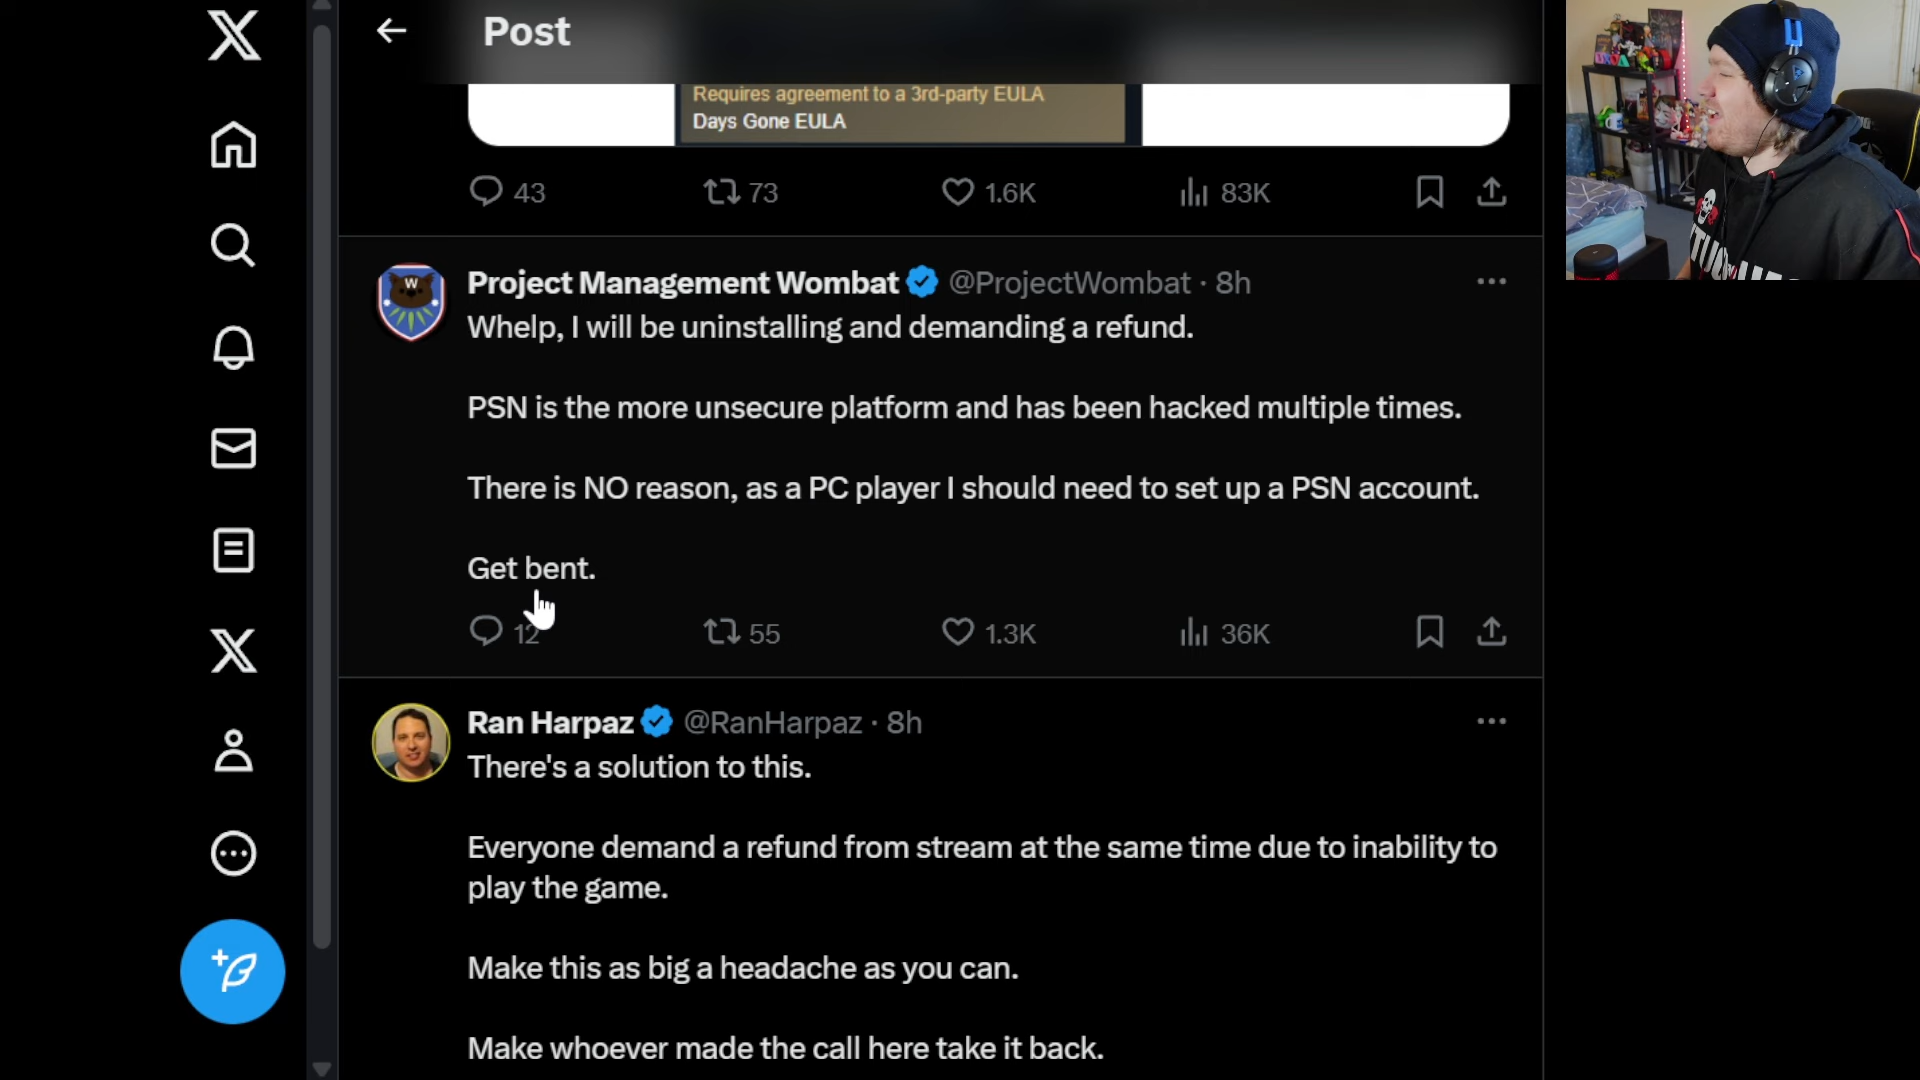 Post
Requires agreement to a 3rd-party EULA
Days Gone EULA
43 73 1.6K 83K
Project Management Wombat @ProjectWombat · 8h
Whelp, I will be uninstalling and demanding a refund.
PSN is the more unsecure platform and has been hacked multiple times.
There is NO reason, as a PC player I should need to set up a PSN account.
Get bent.
12 55 1.3K 36K
Ran Harpaz @RanHarpaz · 8h
There's a solution to this.
Everyone demand a refund from stream at the same time due to inability to
play the game.
Make this as big a headache as you can.
Make whoever made the call here take it back.
W